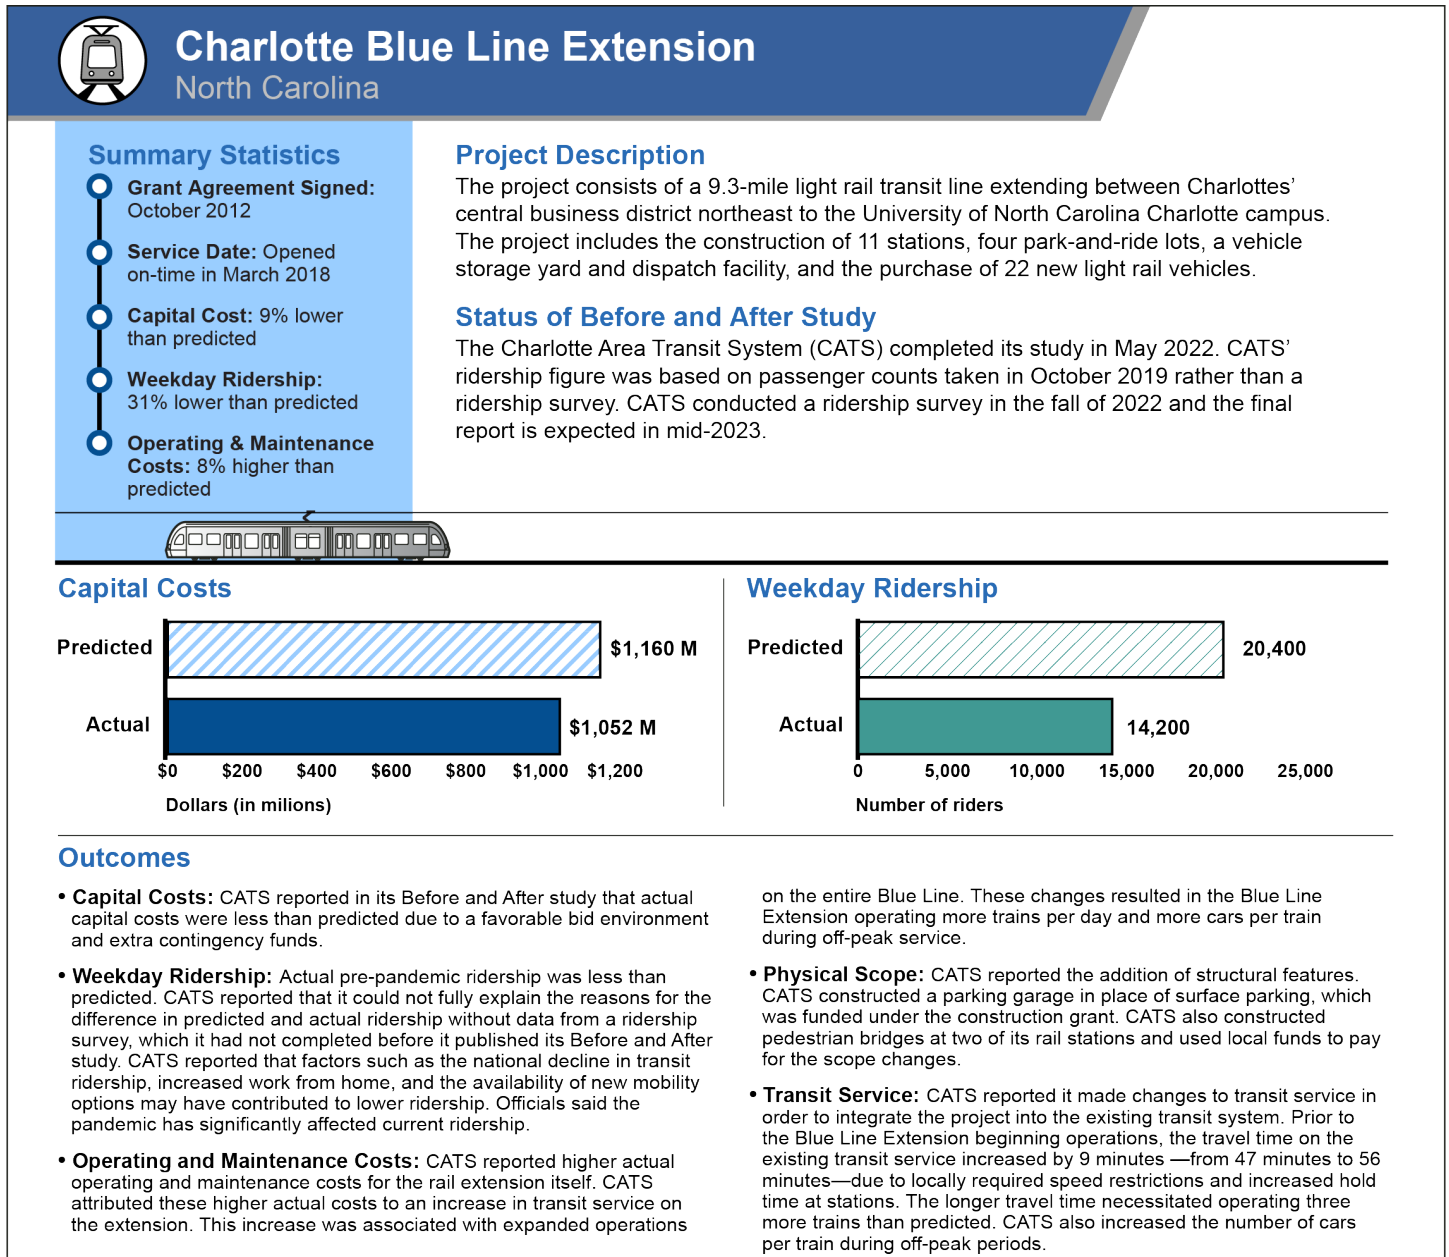 Charlotte Blue Line Extension
North Carolina
Summary Statistics
Grant Agreement Signed:
October 2012
Service Date: Opened
on-time in March 2018
Capital Cost: 9% lower
than predicted
Weekday Ridership:
31% lower than predicted
Operating & Maintenance
Costs: 8% higher than
predicted
Project Description
The project consists of a 9.3-mile light rail transit line extending between Charlottes’
central business district northeast to the University of North Carolina Charlotte campus.
The project includes the construction of 11 stations, four park-and-ride lots, a vehicle
storage yard and dispatch facility, and the purchase of 22 new light rail vehicles.
Status of Before and After Study
The Charlotte Area Transit System (CATS) completed its study in May 2022. CATS’
ridership figure was based on passenger counts taken in October 2019 rather than a
ridership survey. CATS conducted a ridership survey in the fall of 2022 and the final
report is expected in mid-2023.
Capital Costs
Predicted
$1,160 M
Actual
$1,052 M
$0 $200 $400 $600 $800 $1,000 $1,200
Dollars (in milions)
Weekday Ridership
Predicted
20,400
Actual
14,200
0 5,000 10,000 15,000 20,000 25,000
Number of riders
Outcomes
• Capital Costs: CATS reported in its Before and After study that actual
capital costs were less than predicted due to a favorable bid environment
and extra contingency funds.
• Weekday Ridership: Actual pre-pandemic ridership was less than
predicted. CATS reported that it could not fully explain the reasons for the
difference in predicted and actual ridership without data from a ridership
survey, which it had not completed before it published its Before and After
study. CATS reported that factors such as the national decline in transit
ridership, increased work from home, and the availability of new mobility
options may have contributed to lower ridership. Officials said the
pandemic has significantly affected current ridership.
• Operating and Maintenance Costs: CATS reported higher actual
operating and maintenance costs for the rail extension itself. CATS
attributed these higher actual costs to an increase in transit service on
the extension. This increase was associated with expanded operations
on the entire Blue Line. These changes resulted in the Blue Line
Extension operating more trains per day and more cars per train
during off-peak service.
• Physical Scope: CATS reported the addition of structural features.
CATS constructed a parking garage in place of surface parking, which
was funded under the construction grant. CATS also constructed
pedestrian bridges at two of its rail stations and used local funds to pay
for the scope changes.
• Transit Service: CATS reported it made changes to transit service in
order to integrate the project into the existing transit system. Prior to
the Blue Line Extension beginning operations, the travel time on the
existing transit service increased by 9 minutes —from 47 minutes to 56
minutes—due to locally required speed restrictions and increased hold
time at stations. The longer travel time necessitated operating three
more trains than predicted. CATS also increased the number of cars
per train during off-peak periods.